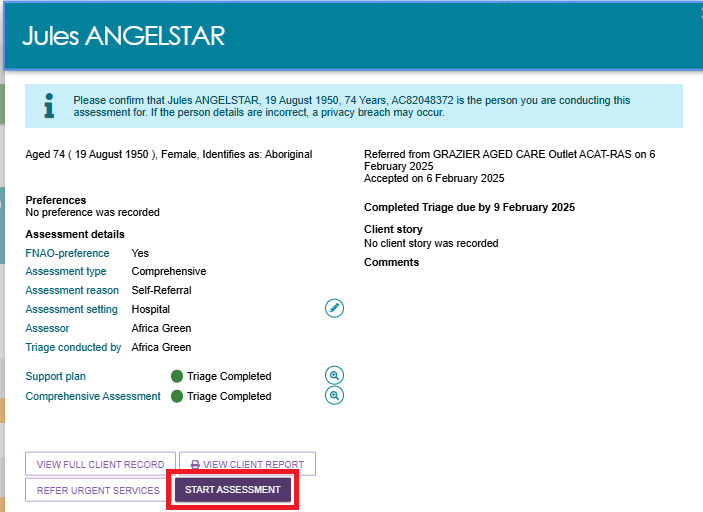 Jules ANGELSTAR
Please confirm that Jules ANGELSTAR, 19 August 1950, 74 Years, AC82048372 is the person you are conducting this
assessment for. If the person details are incorrect, a privacy breach may occur.
Aged 74 ( 19 August 1950 ), Female, Identifies as: Aboriginal
Preferences
No preference was recorded
Assessment details
FNAO-preference Yes
Assessment type Comprehensive
Assessment reason Self-Referral
Assessment setting Hospital
Assessor Africa Green
Triage conducted by Africa Green
Support plan Triage Completed
Comprehensive Assessment Triage Completed
Referred from GRAZIER AGED CARE Outlet ACAT-RAS on 6
February 2025
Accepted on 6 February 2025
Completed Triage due by 9 February 2025
Client story
No client story was recorded
Comments
VIEW FULL CLIENT RECORD VIEW CLIENT REPORT
REFER URGENT SERVICES START ASSESSMENT